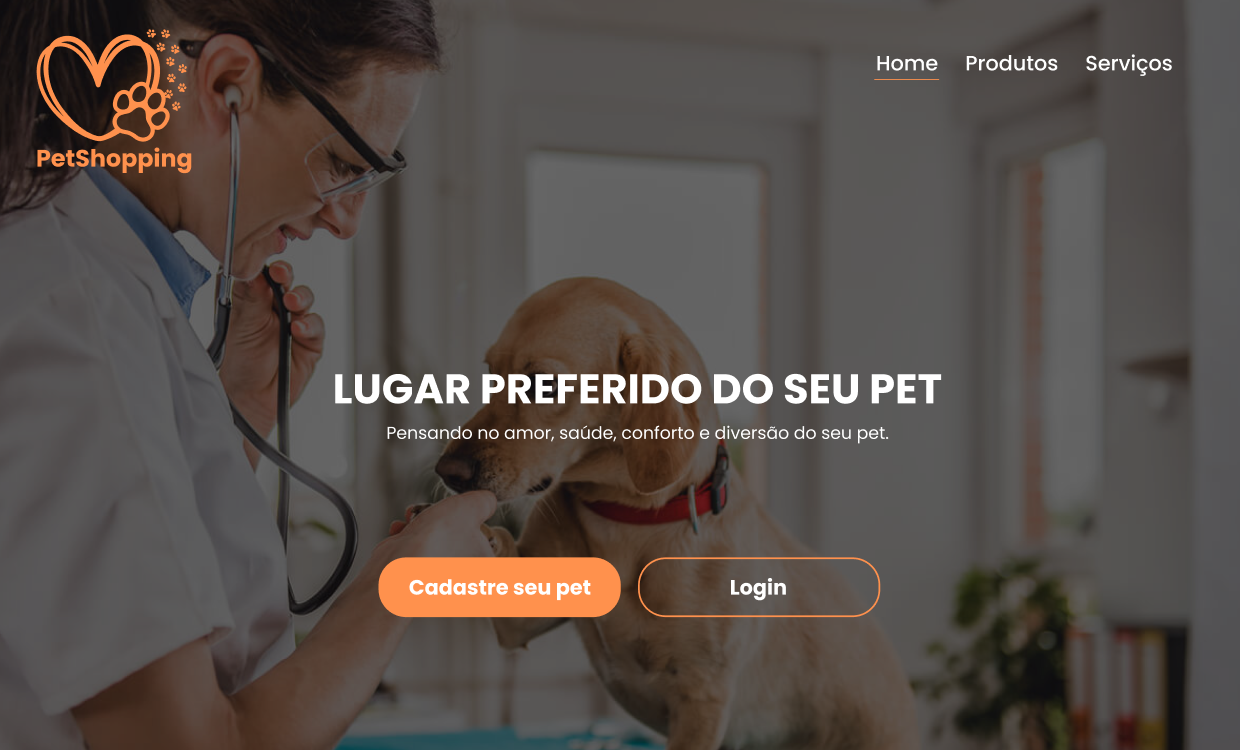 PetShopping
Home Produtos Serviços
LUGAR PREFERIDO DO SEU PET
Pensando no amor, saúde, conforto e diversão do seu pet.
Cadastre seu pet Login